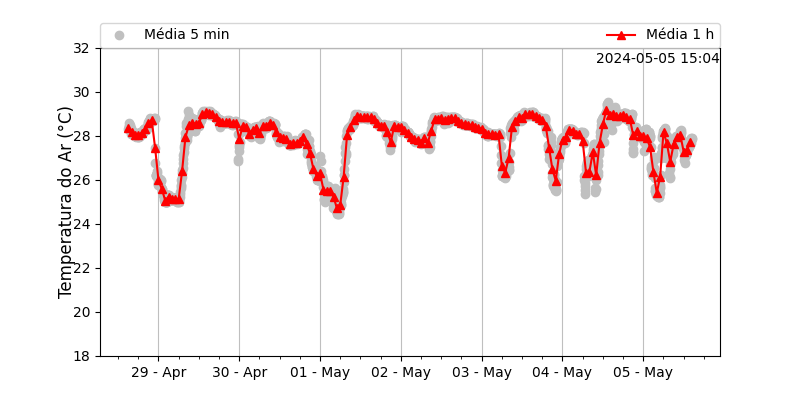 Média 5 min
Média 1 h
2024-05-05 15:04
Temperatura do Ar (°C)
32
30
28
26
24
22
20
18
29 - Apr
30 - Apr
01 - May
02 - May
03 - May
04 - May
05 - May